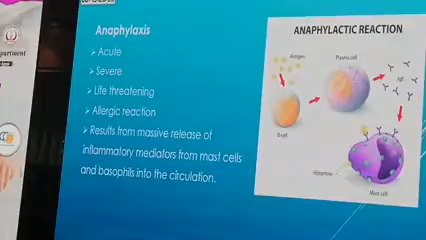 Anaphylaxis
➢ Acute
➢ Severe
➢ Life threatening
➢ Allergic reaction
➢ Results from massive release of
inflammatory mediators from mast cells
and basophils into the circulation.
ANAPHYLACTIC REACTION
Antigen
Plasma cell
IgE
B-cell
Histamine
Mast cell